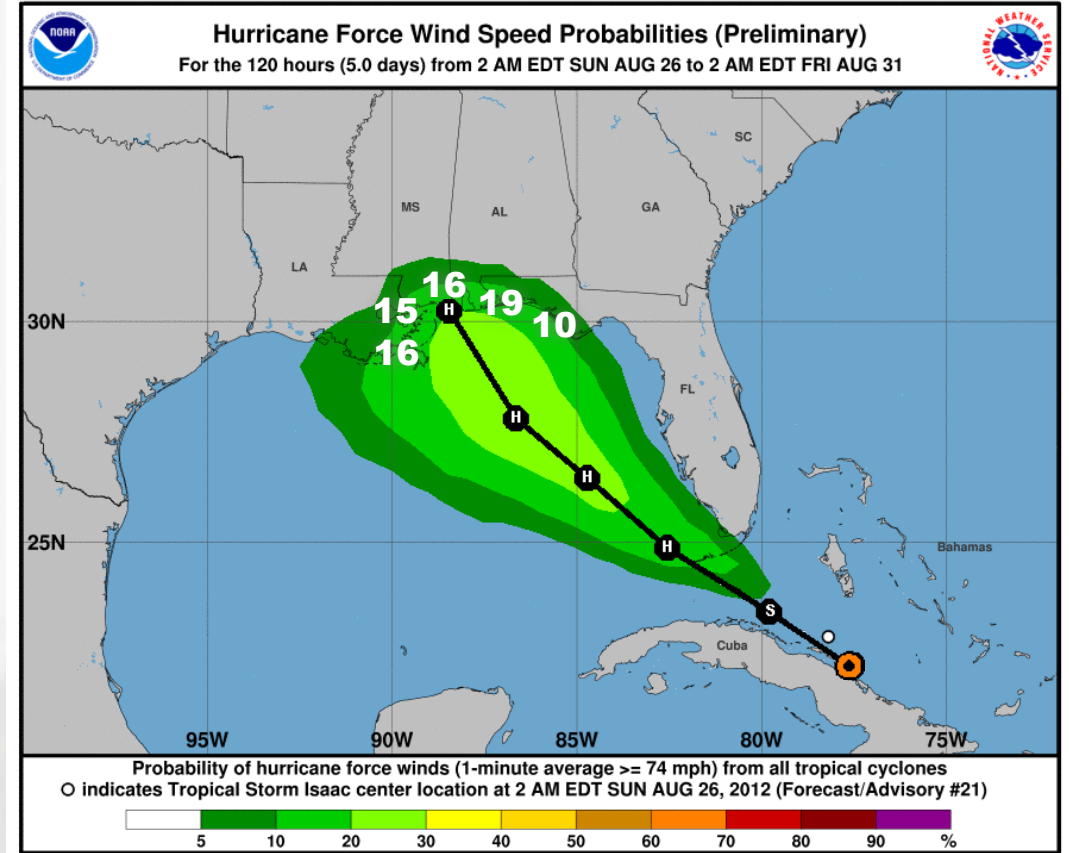 NOAA
Hurricane Force Wind Speed Probabilities (Preliminary)
For the 120 hours (5.0 days) from 2 AM EDT SUN AUG 26 to 2 AM EDT FRI AUG 31
NATIONAL WEATHER SERVICE
SC
MS
AL
GA
LA
16
15
H
19
10
30N
16
FL
H
H
25N
H
Bahamas
S
Cuba
95W
90W
85W
80W
75W
Probability of hurricane force winds (1-minute average >= 74 mph) from all tropical cyclones
O indicates Tropical Storm Isaac center location at 2 AM EDT SUN AUG 26, 2012 (Forecast/Advisory #21)
5 10 20 30 40 50 60 70 80 90 %